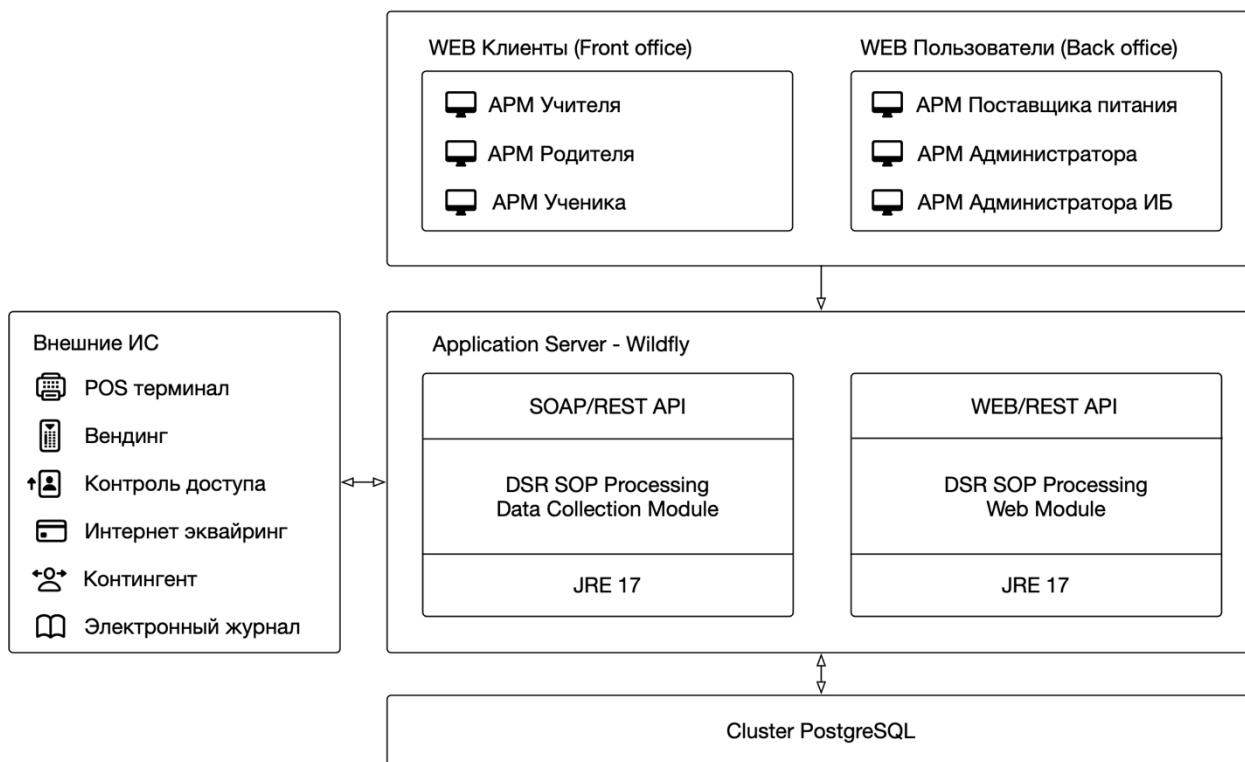 WEB Клиенты (Front office)
АРМ Учителя
АРМ Родителя
АРМ Ученика
WEB Пользователи (Back office)
АРМ Поставщика питания
АРМ Администратора
АРМ Администратора ИБ
Внешние ИС
POS терминал
Вендинг
Контроль доступа
Интернет эквайринг
Контингент
Электронный журнал
Application Server - Wildfly
SOAP/REST API
DSR SOP Processing
Data Collection Module
JRE 17
WEB/REST API
DSR SOP Processing
Web Module
JRE 17
Cluster PostgreSQL